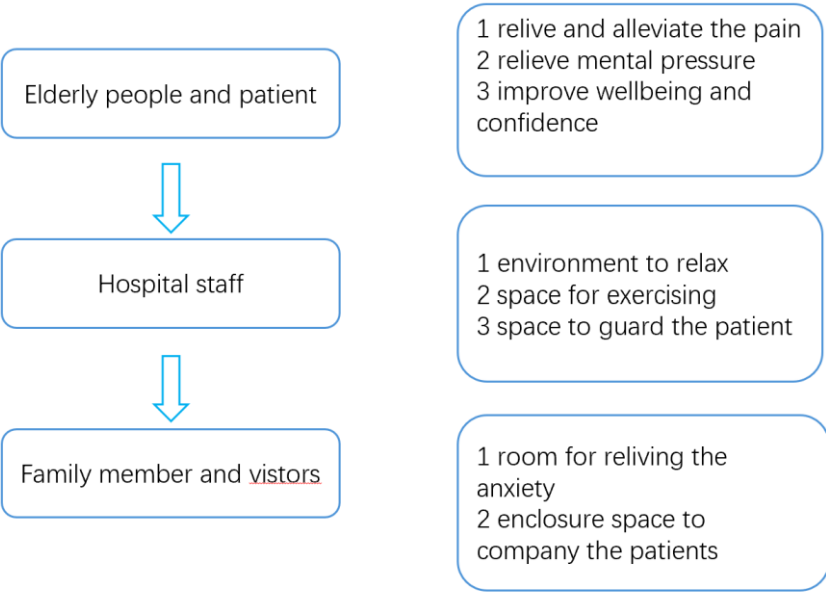 Elderly people and patient
1 relive and alleviate the pain
2 relieve mental pressure
3 improve wellbeing and
confidence
Hospital staff
1 environment to relax
2 space for exercising
3 space to guard the patient
Family member and vistors
1 room for reliving the
anxiety
2 enclosure space to
company the patients